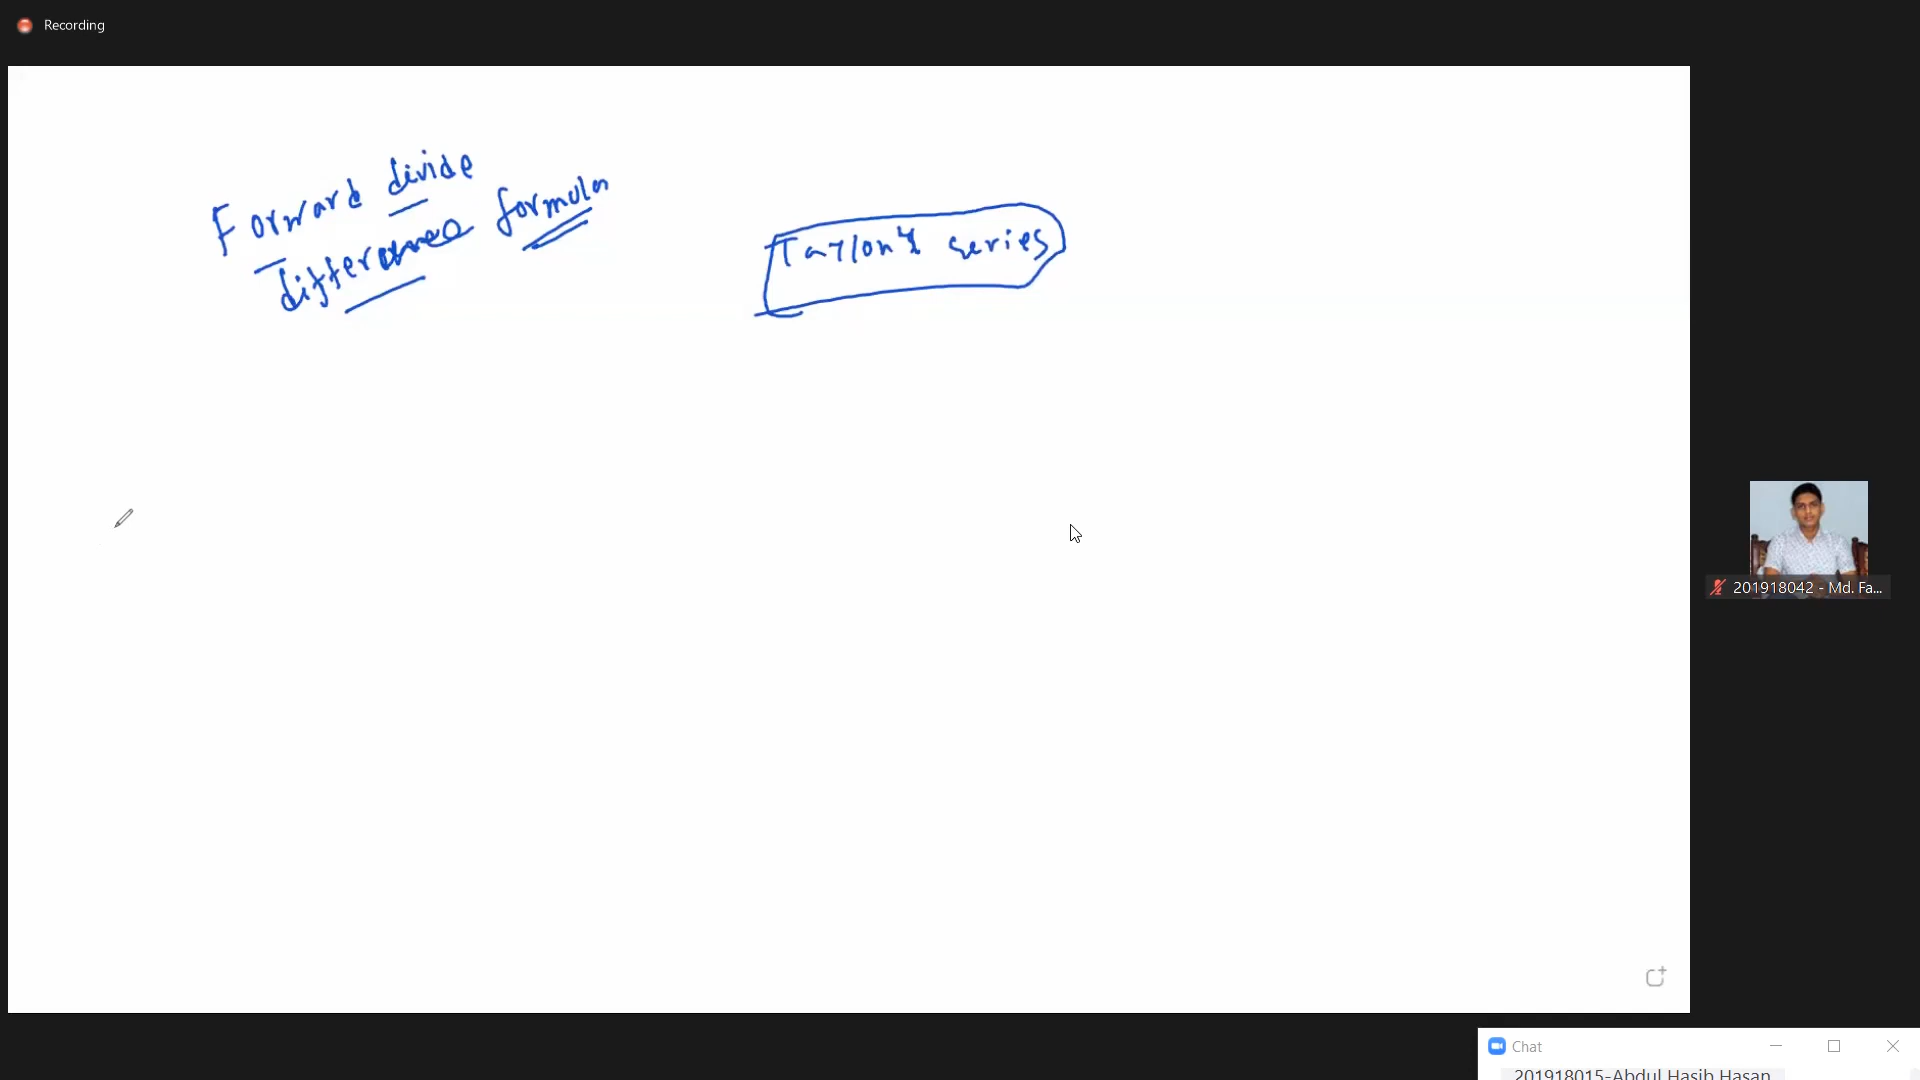 Recording
Forward divide
difference formula
Taylor's series
201918042 - Md. Fa...
Chat
201918015-Abdul Hasib Hasan